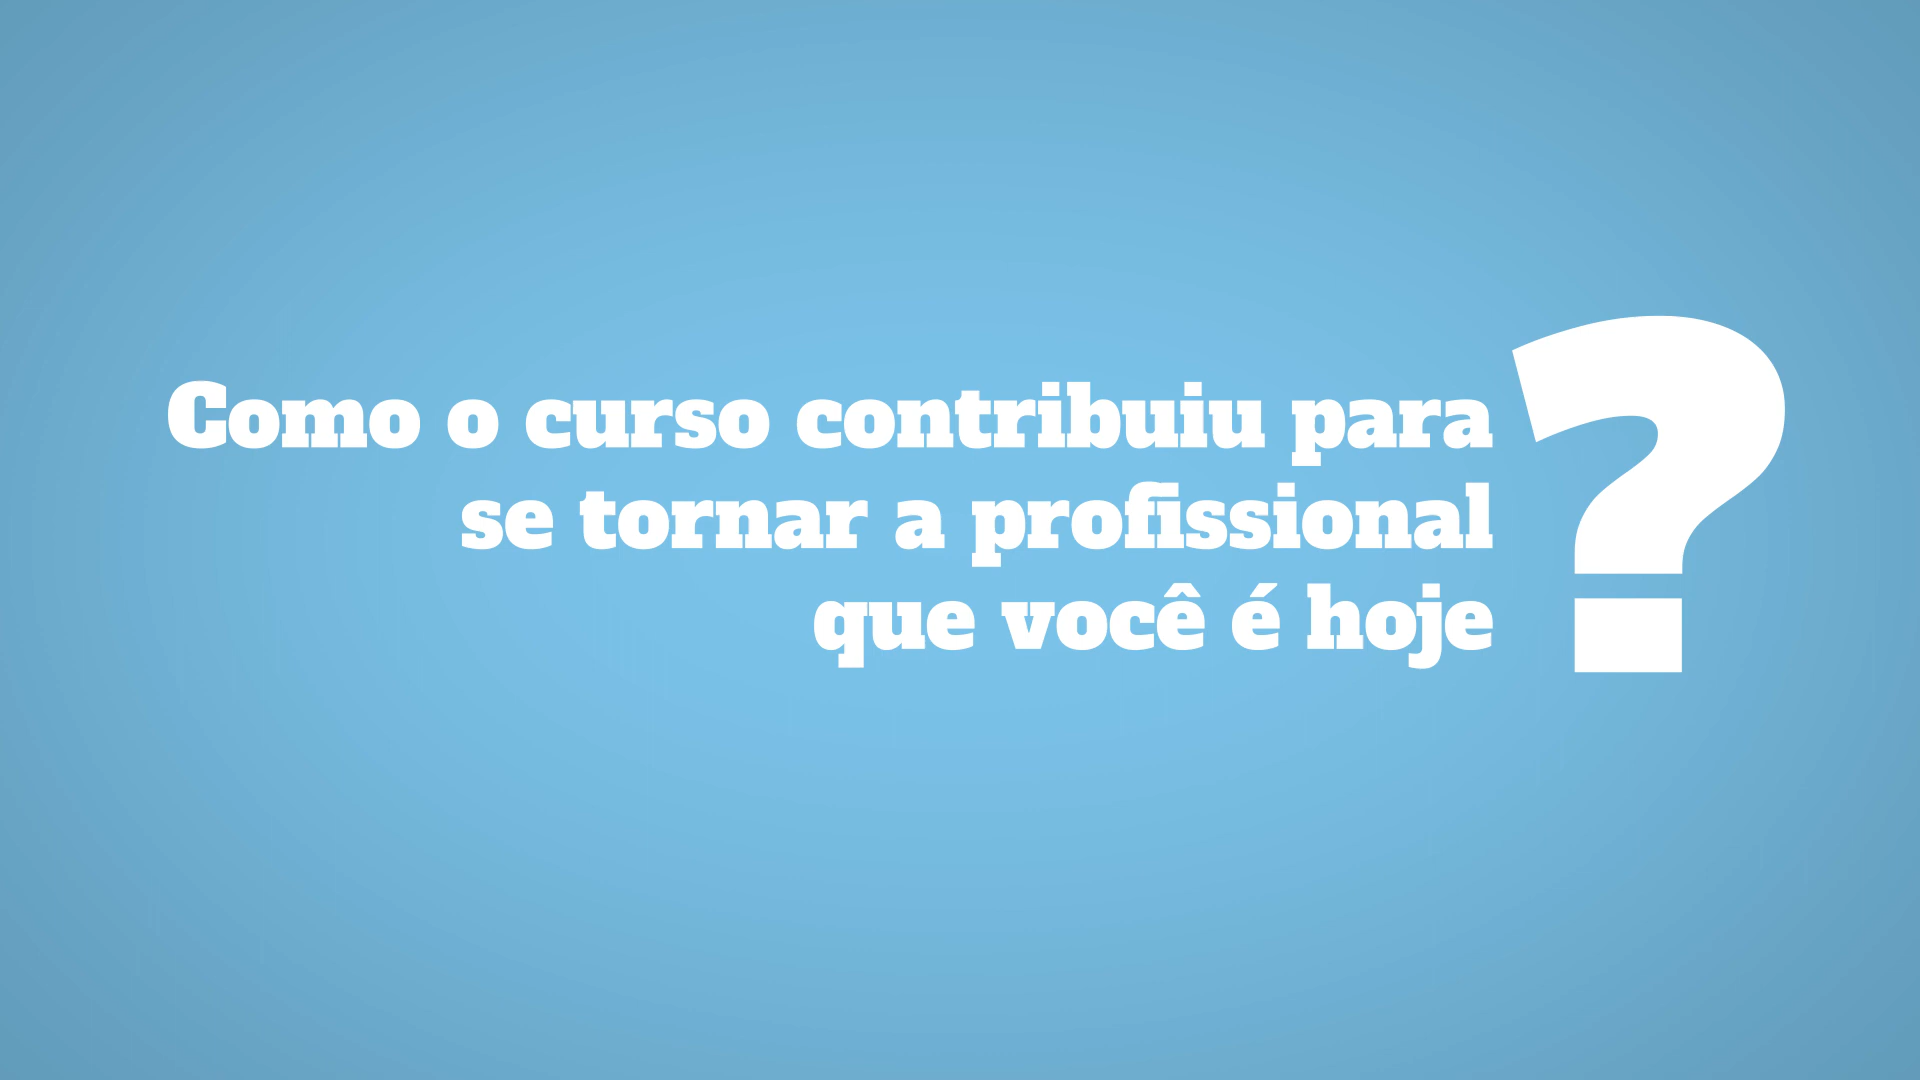 Como o curso contribuiu para
se tornar a profissional
que você é hoje?